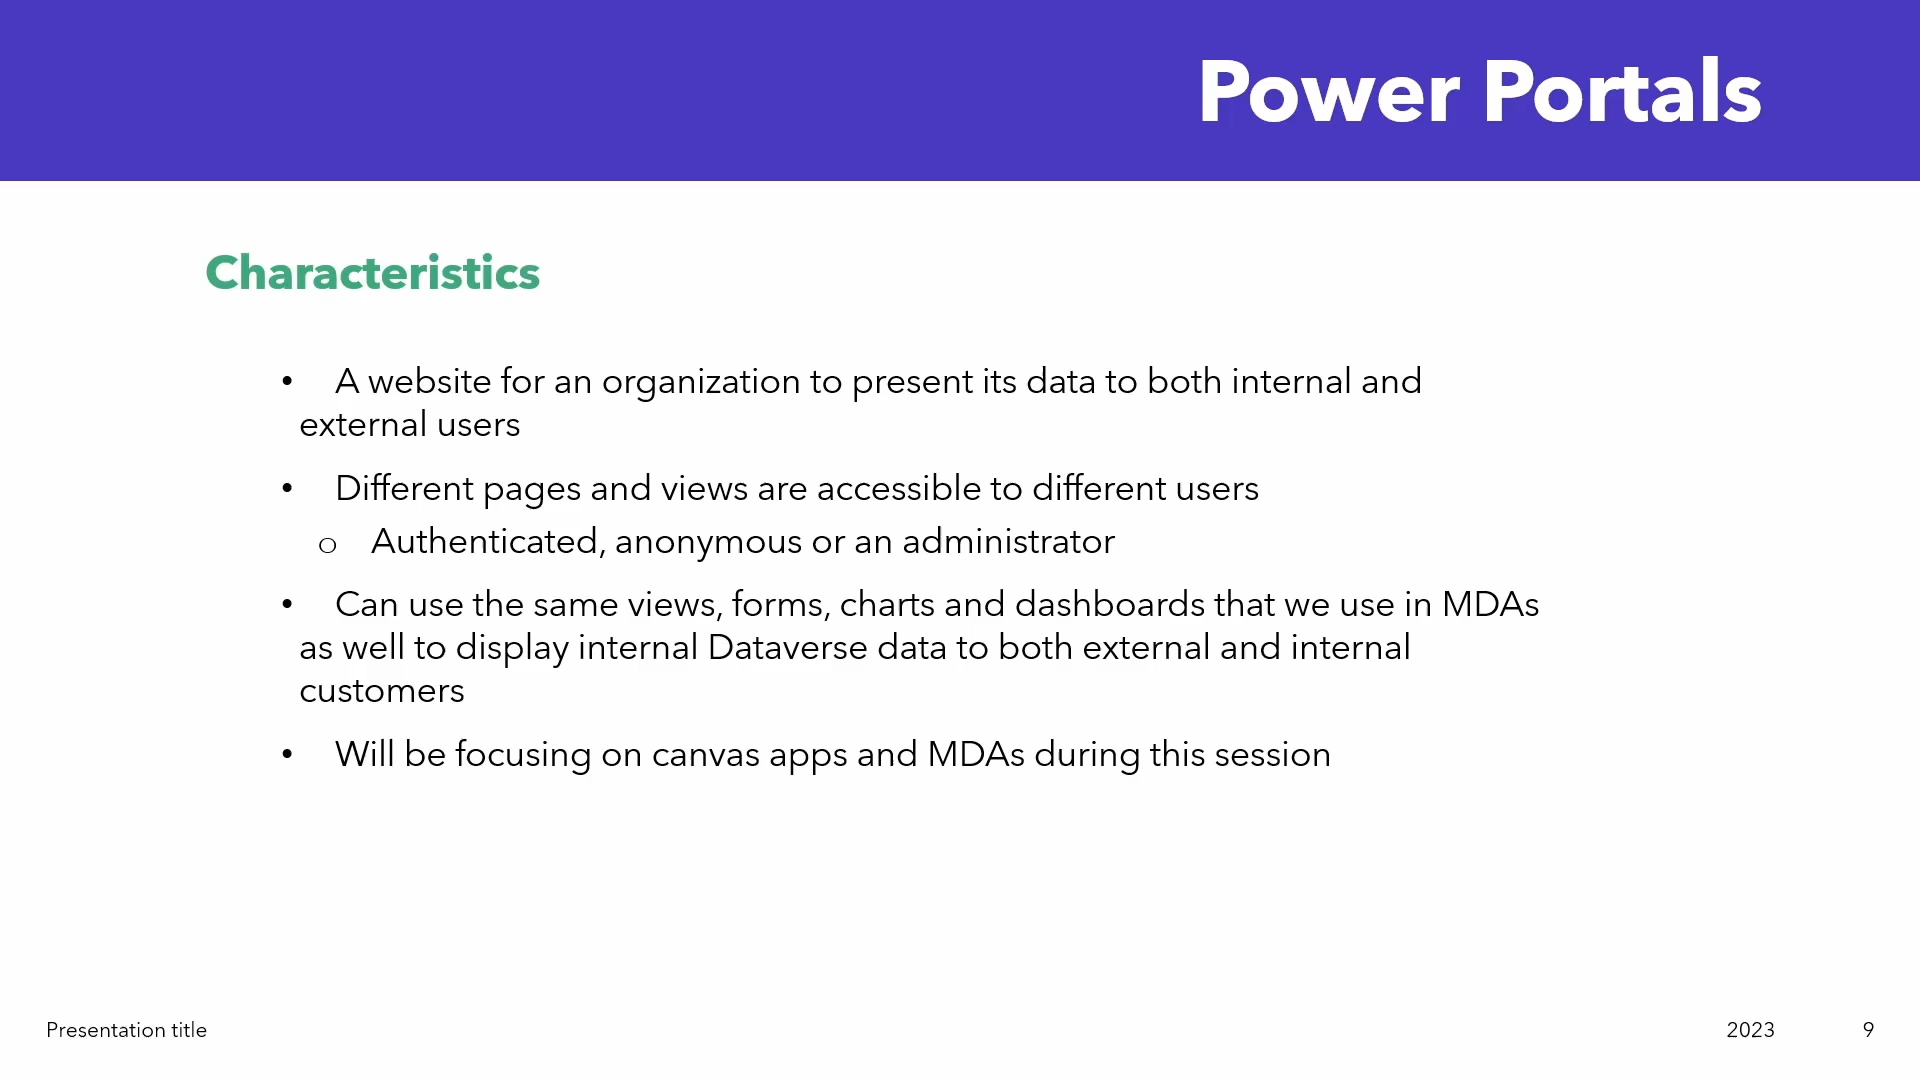 Power Portals
Characteristics
• A website for an organization to present its data to both internal and
external users
• Different pages and views are accessible to different users
o Authenticated, anonymous or an administrator
• Can use the same views, forms, charts and dashboards that we use in MDAs
as well to display internal Dataverse data to both external and internal
customers
• Will be focusing on canvas apps and MDAs during this session
Presentation title
2023
9